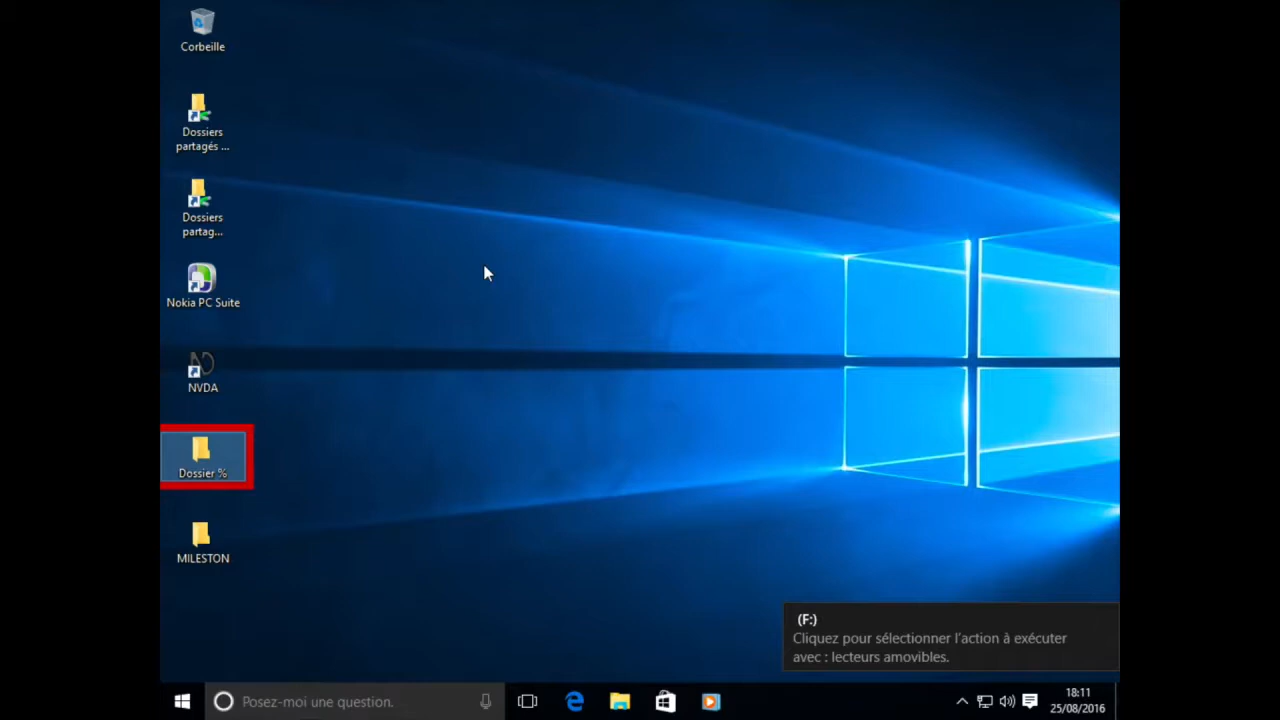 Corbeille
Dossiers
partagés ...
Dossiers
partag...
Nokia PC Suite
NVDA
Dossier %
MILESTON
(F:)
Cliquez pour sélectionner l'action à exécuter
avec : lecteurs amovibles.
Posez-moi une question.
18:11
25/08/2016